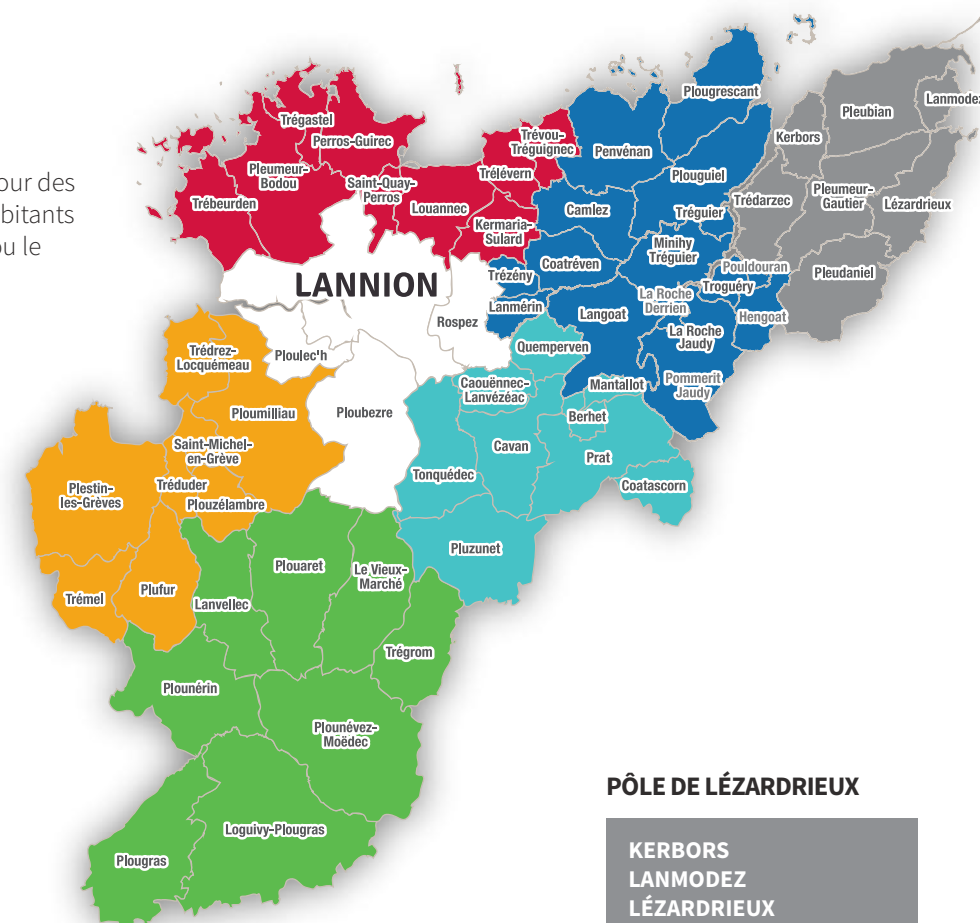 our des
bitants
ou le
Plougrescant
Pleubian
Lanmodez
Trégastel
Perros-Guirec
Trévou-
Tréguignec
Penvénan
Kerbors
Pleumeur-
Bodou
Trélévern
Plouguiel
Trébeurden
Saint-Quay-
Perros
Louannec
Camlez
Tréguier
Trédarzec
Pleumeur-
Gautier
Lézardrieux
Kermaria-
Sulard
Minihy
Tréguier
LANNION
Trézény
Coatréven
Pouldouran
Troguéry
Pleudaniel
Lanmérin
Langoat
La Roche
Derrien
Hengoat
Rospez
La Roche
Jaudy
Trédrez-
Locquémeau
Ploulec'h
Quemperven
Caouënnec-
Lanvézéac
Mantallot
Pommerit
Jaudy
Ploumilliau
Ploubezre
Berhet
Saint-Michel-
en-Grève
Cavan
Prat
Tonquédec
Plestin-
les-Grèves
Tréduder
Plouzélambre
Coatascorn
Pluzunet
Plouaret
Le Vieux-
Marché
Trémel
Plufur
Lanvellec
Trégrom
Plounérin
Plounévez-
Moëdec
Loguivy-Plougras
Plougras
PÔLE DE LÉZARDRIEUX
KERBORS
LANMODEZ
LÉZARDRIEUX